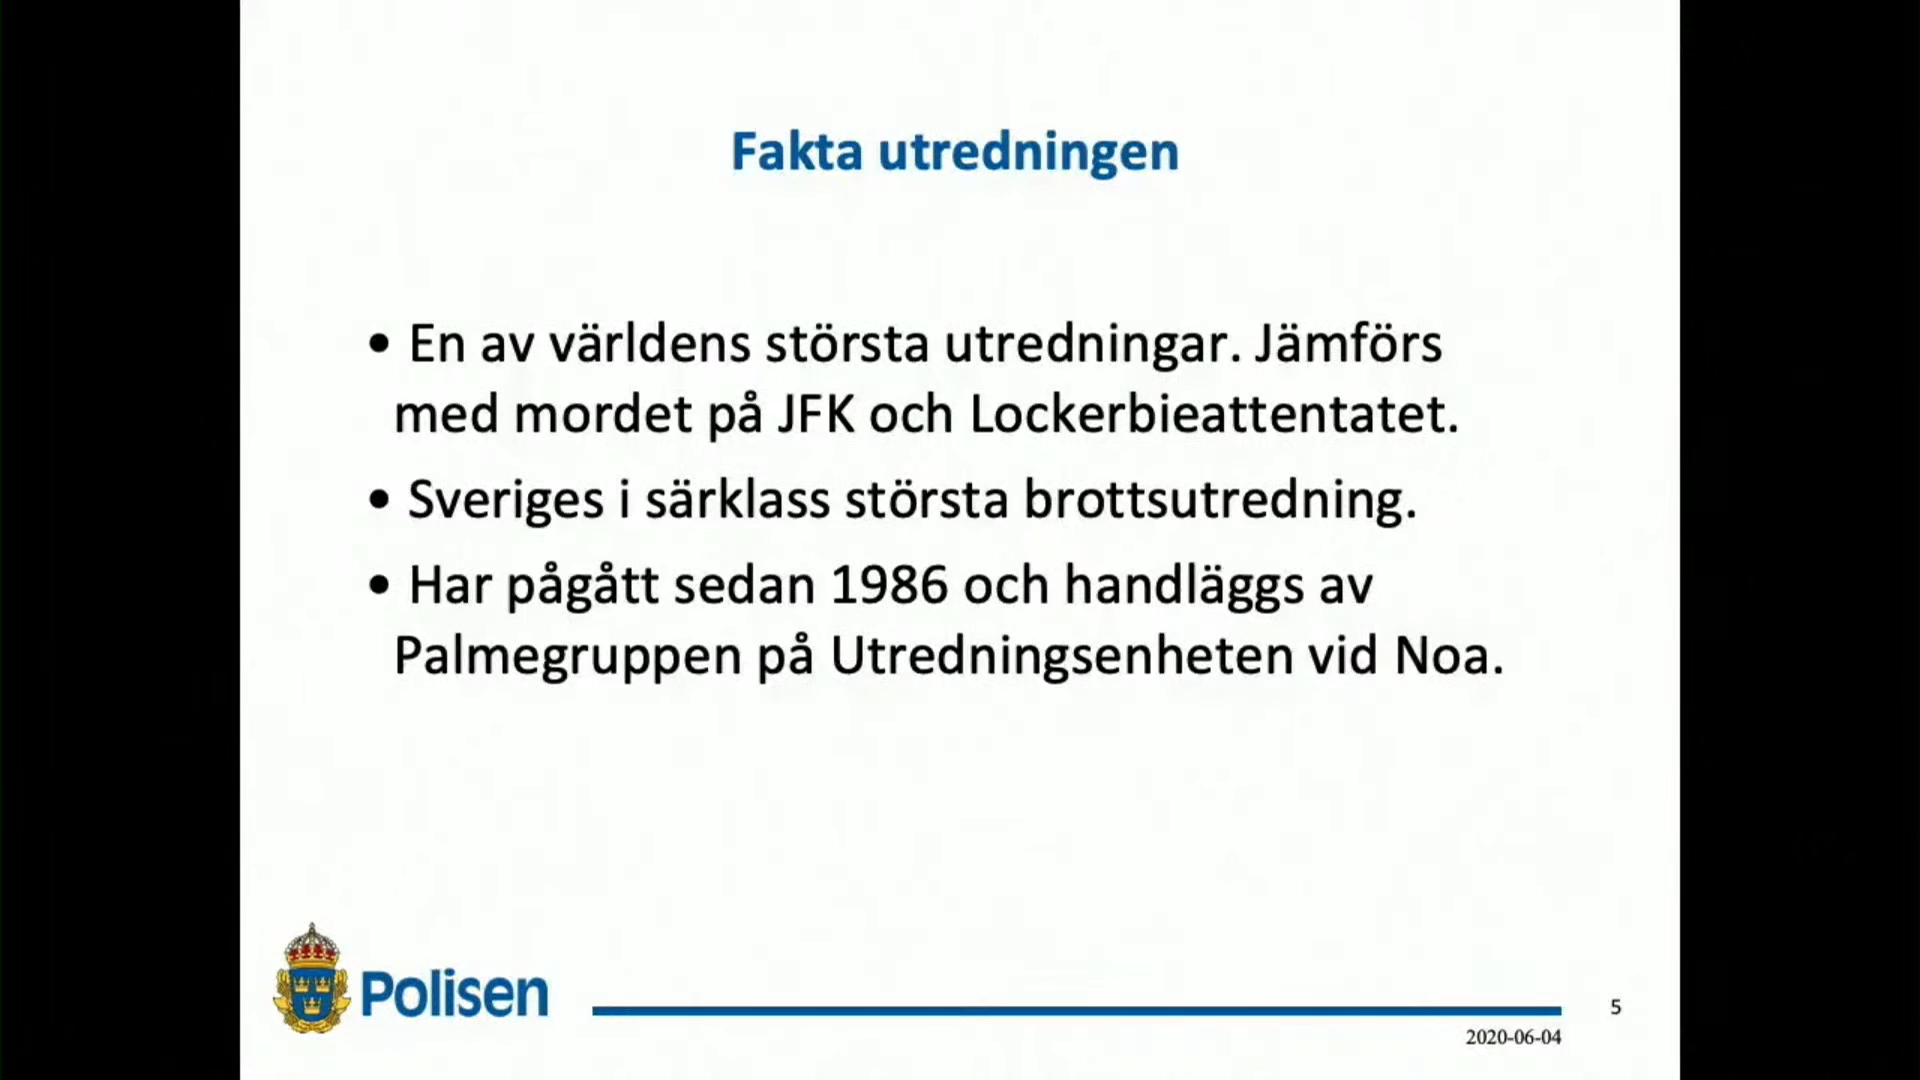 Fakta utredningen
• En av världens största utredningar. Jämförs
med mordet på JFK och Lockerbieattentatet.
• Sveriges i särklass största brottsutredning.
• Har pågått sedan 1986 och handläggs av
Palmegruppen på Utredningsenheten vid Noa.
Polisen
5
2020-06-04